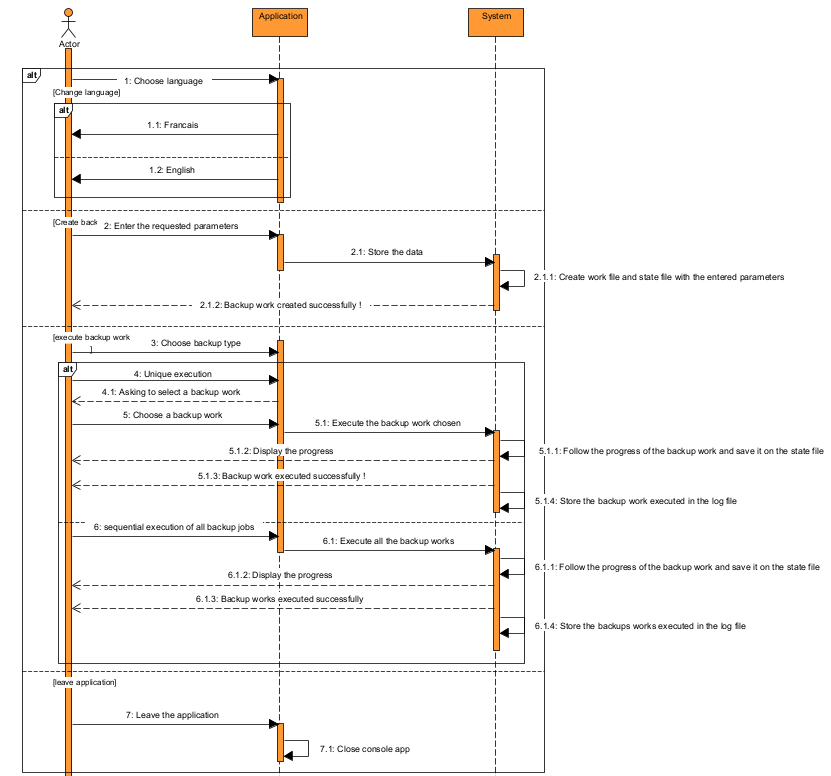 Application
System
Actor
alt
1: Choose language
[Change language]
alt
1.1: Francais
1.2: English
[Create back
2: Enter the requested parameters
2.1: Store the data
2.1.1: Create work file and state file with the entered parameters
2.1.2: Backup work created successfully !
[execute backup work
]
3: Choose backup type
alt
4: Unique execution
4.1: Asking to select a backup work
5: Choose a backup work
5.1: Execute the backup work chosen
5.1.2: Display the progress
5.1.1: Follow the progress of the backup work and save it on the state file
5.1.3: Backup work executed successfully !
5.1.4: Store the backup work executed in the log file
6: sequential execution of all backup jobs
6.1: Execute all the backup works
6.1.1: Follow the progress of the backup work and save it on the state file
6.1.2: Display the progress
6.1.3: Backup works executed successfully
6.1.4: Store the backups works executed in the log file
[leave application]
7: Leave the application
7.1: Close console app